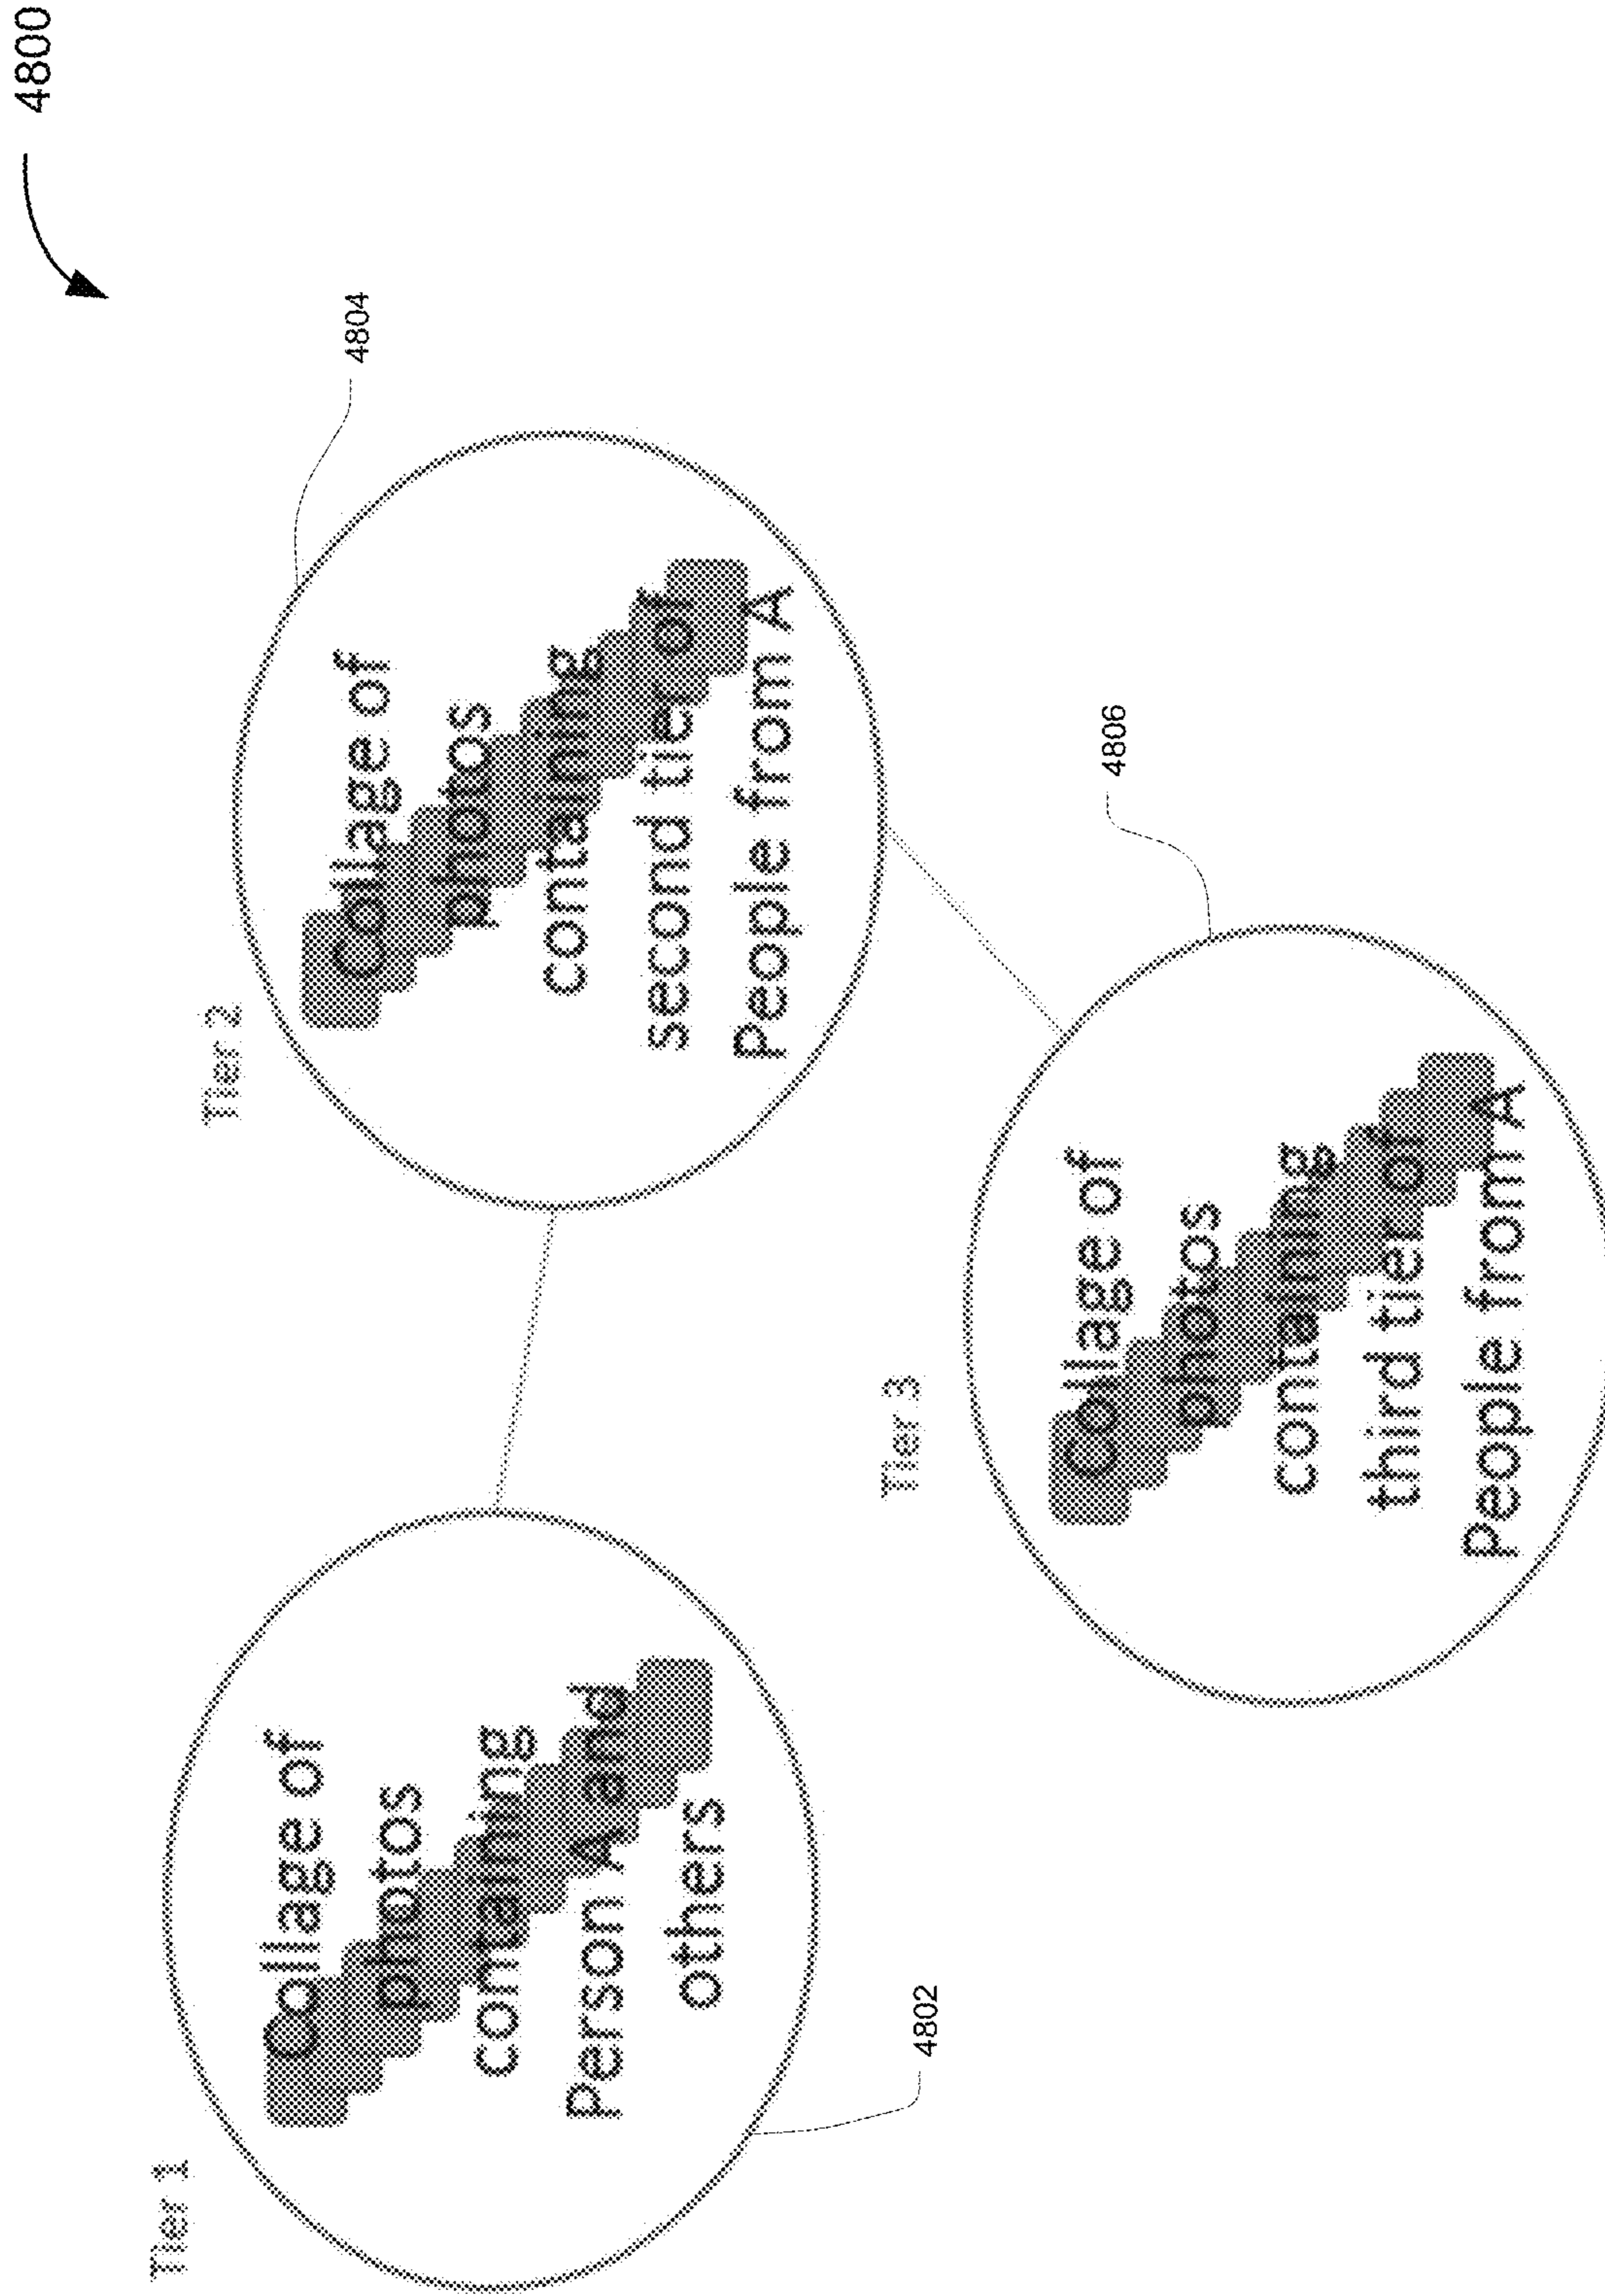 4800
Tier 1
Collage of
photos
containing
Person A and
others
4802
Tier 2
Collage of
photos
containing
second tier of
People from A
4804
Tier 3
Collage of
photos
containing
third tier of
People from A
4806